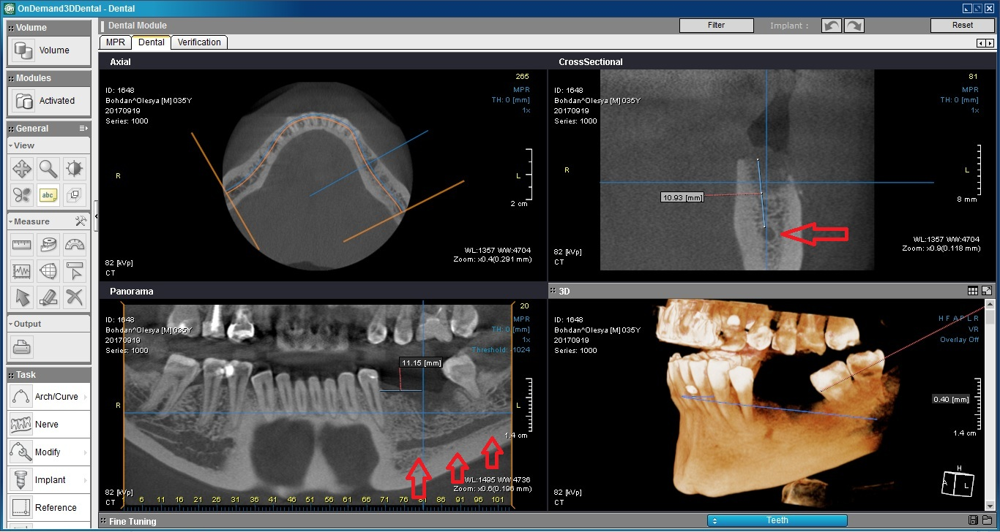 OnDemand3DDental - Dental
Volume
Volume
Modules
Activated
General
View
abc
Measure
Output
Task
Arch/Curve
Nerve
Modify
Implant
Reference
Dental Module
Filter
Implant :
Reset
MPR
Dental
Verification
Axial
265
ID: 1648
MPR
Bohdan^Olesya [M] 035Y
TH: 0 [mm]
20170919
1x
Series: 1000
R
L
2 cm
WL:1357 WW:4704
Zoom: x0.4(0.291 mm)
82 [kVp]
CT
CrossSectional
81
ID: 1648
MPR
Bohdan^Olesya [M] 035Y
TH: 0 [mm]
20170919
1x
Series: 1000
R
L
10.93 [mm]
8 mm
WL:1357 WW:4704
Zoom: x0.9(0.118 mm)
82 [kVp]
CT
Panorama
20
ID: 1648
MPR
Bohdan^Olesya [M] 035Y
TH: 0 [mm]
20170919
1x
Series: 1000
Threshold: -1024
11.15 [mm]
R
L
1.4 cm
WL:1495 WW:4736
Zoom: x0.6(0.196 mm)
82 [kVp]
CT
1 6 11 16 21 26 31 36 41 46 51 56 61 66 71 76 81 86 91 96 101
3D
ID: 1648
H F A P L R
Bohdan^Olesya [M] 035Y
VR
20170919
Overlay Off
Series: 1000
0.40 [mm]
1.4 cm
82 [kVp]
CT
H
A L
Fine Tuning
Teeth